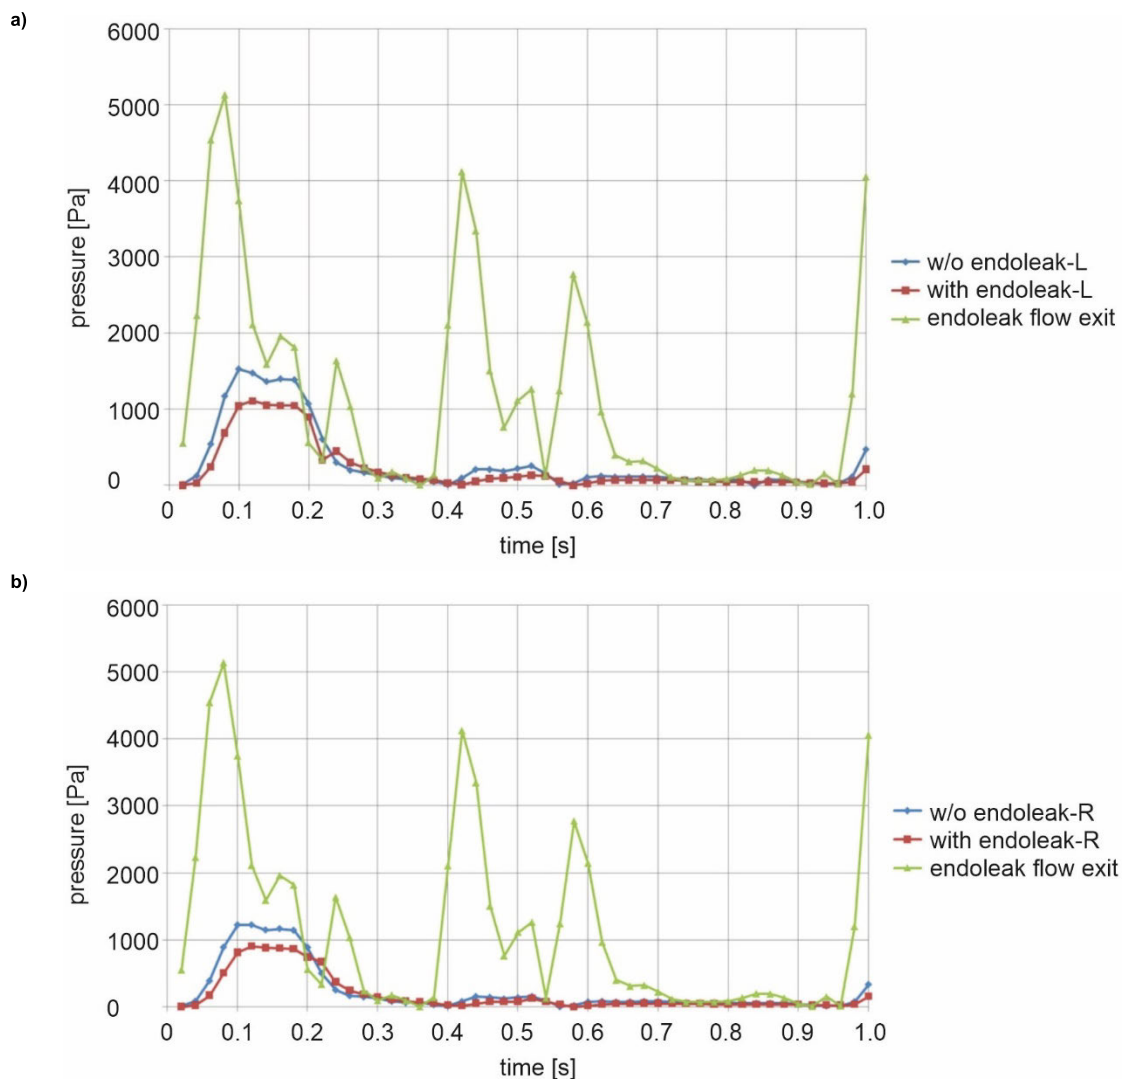 a)
6000
5000
4000
3000
2000
1000
0
pressure [Pa]
0 0.1 0.2 0.3 0.4 0.5 0.6 0.7 0.8 0.9 1.0
time [s]
w/o endoleak-L
with endoleak-L
endoleak flow exit
b)
6000
5000
4000
3000
2000
1000
0
pressure [Pa]
0 0.1 0.2 0.3 0.4 0.5 0.6 0.7 0.8 0.9 1.0
time [s]
w/o endoleak-R
with endoleak-R
endoleak flow exit